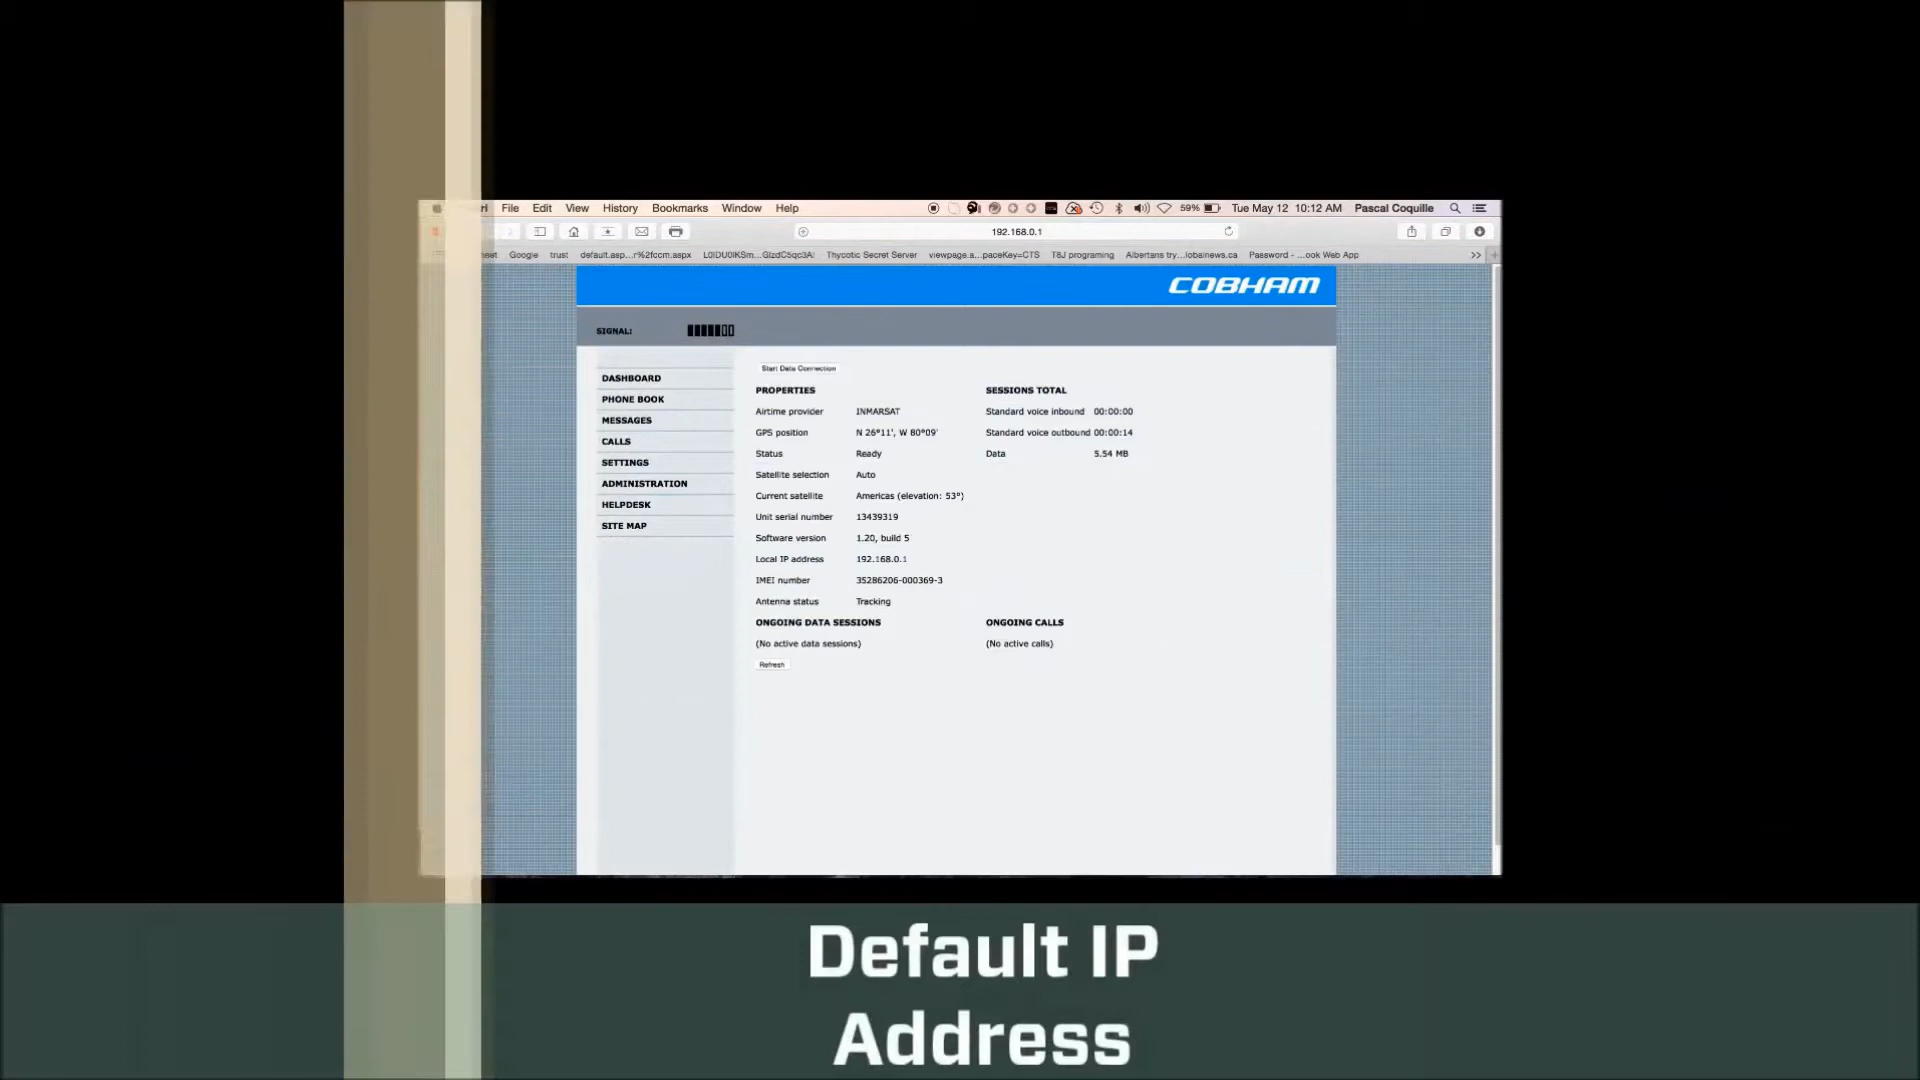 File Edit View History Bookmarks Window Help 59% Tue May 12 10:12 AM Pascal Coquille
192.168.0.1
Google trust default.asp...r%2fccm.aspx Thycotic Secret Server viewpage.a...paceKey=CTS T8J programing Albertans try...lobalnews.ca Password - ...ook Web App
COBHAM
SIGNAL:
DASHBOARD
PHONE BOOK
MESSAGES
CALLS
SETTINGS
ADMINISTRATION
HELPDESK
SITE MAP
Start Data Connection
PROPERTIES
Airtime provider INMARSAT
GPS position N 26°11', W 80°09'
Status Ready
Satellite selection Auto
Current satellite Americas (elevation: 53°)
Unit serial number 13439319
Software version 1.20, build 5
Local IP address 192.168.0.1
IMEI number 35286206-000369-3
Antenna status Tracking
SESSIONS TOTAL
Standard voice inbound 00:00:00
Standard voice outbound 00:00:14
Data 5.54 MB
ONGOING DATA SESSIONS
(No active data sessions)
Refresh
ONGOING CALLS
(No active calls)
Default IP
Address